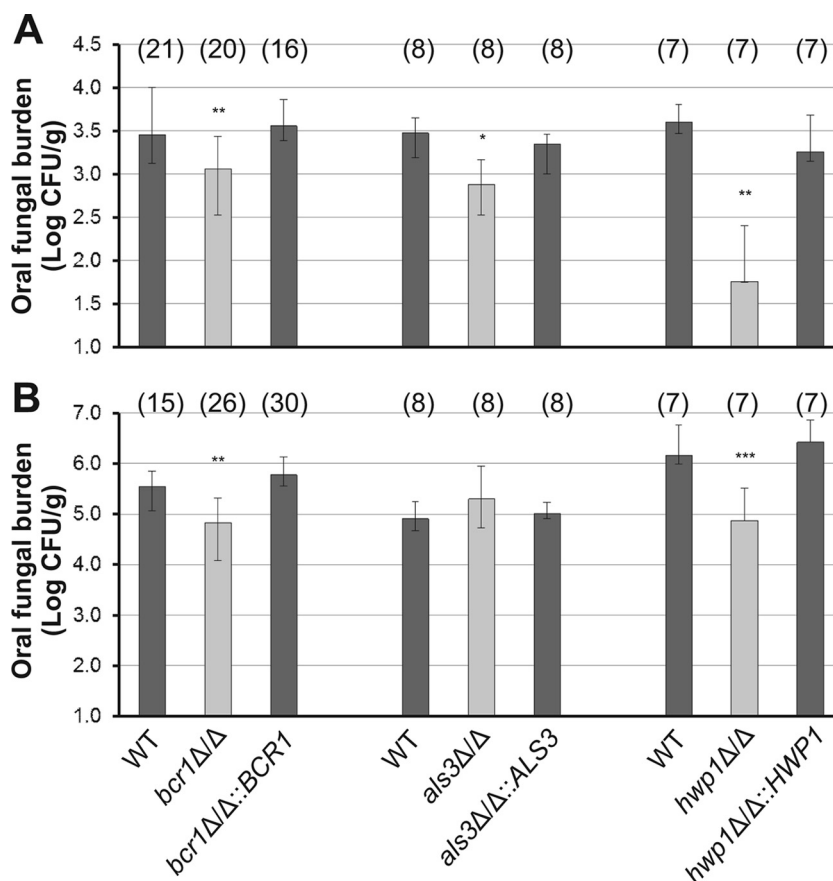 A
Oral fungal burden
(Log CFU/g)
4.5
4.0
3.5
3.0
2.5
2.0
1.5
1.0
(21) (20) (16) (8) (8) (8) (7) (7) (7)
** * **
B
Oral fungal burden
(Log CFU/g)
7.0
6.0
5.0
4.0
3.0
2.0
1.0
(15) (26) (30) (8) (8) (8) (7) (7) (7)
** ***
WT
bcr1Δ/Δ
bcr1Δ/Δ::BCR1
WT
als3Δ/Δ
als3Δ/Δ::ALS3
WT
hwp1Δ/Δ
hwp1Δ/Δ::HWP1